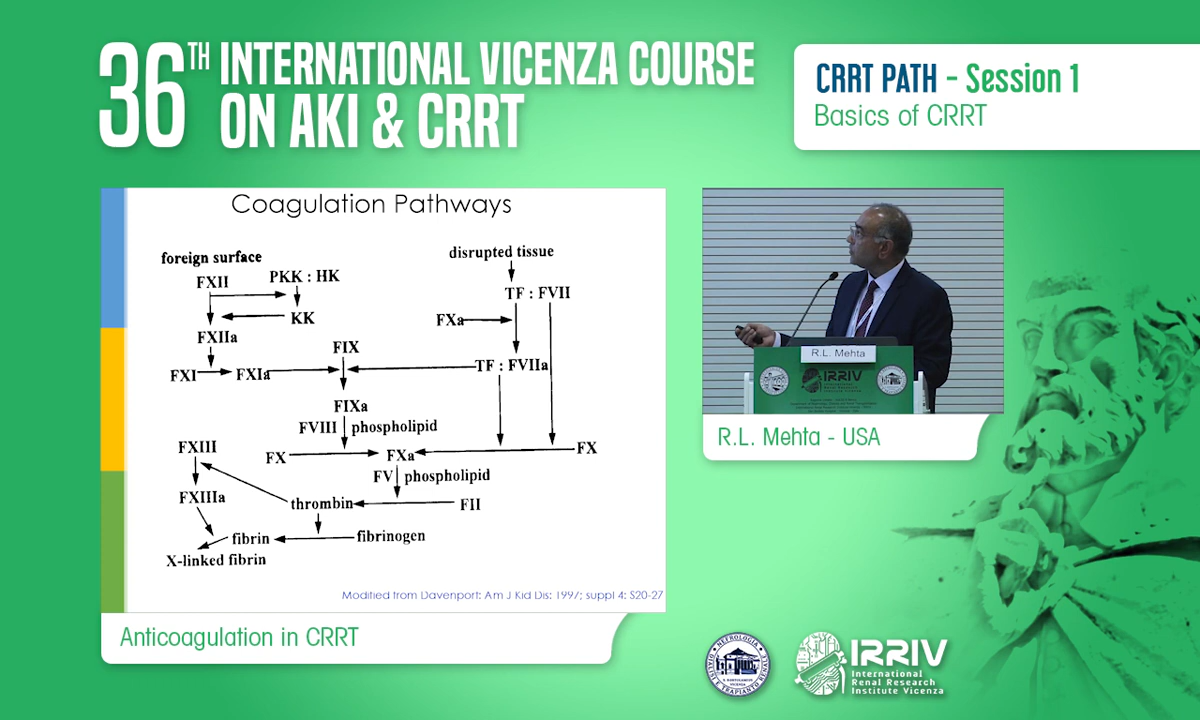 36TH INTERNATIONAL VICENZA COURSE
ON AKI & CRRT
CRRT PATH - Session 1
Basics of CRRT
Coagulation Pathways
foreign surface
disrupted tissue
FXII
PKK : HK
TF : FVII
KK
FXa
FXIIa
FIX
FXI
FXIa
TF : FVIIa
FIXa
FVIII
phospholipid
FXIII
FX
FXa
FX
FV
phospholipid
FXIIIa
thrombin
FII
fibrin
fibrinogen
X-linked fibrin
Modified from Davenport: Am J Kid Dis: 1997; suppl 4: S20-27
Anticoagulation in CRRT
R.L. Mehta
IRRIV
R.L. Mehta - USA
NEFROLOGIA
IRRIV
International
Renal Research
Institute Vicenza